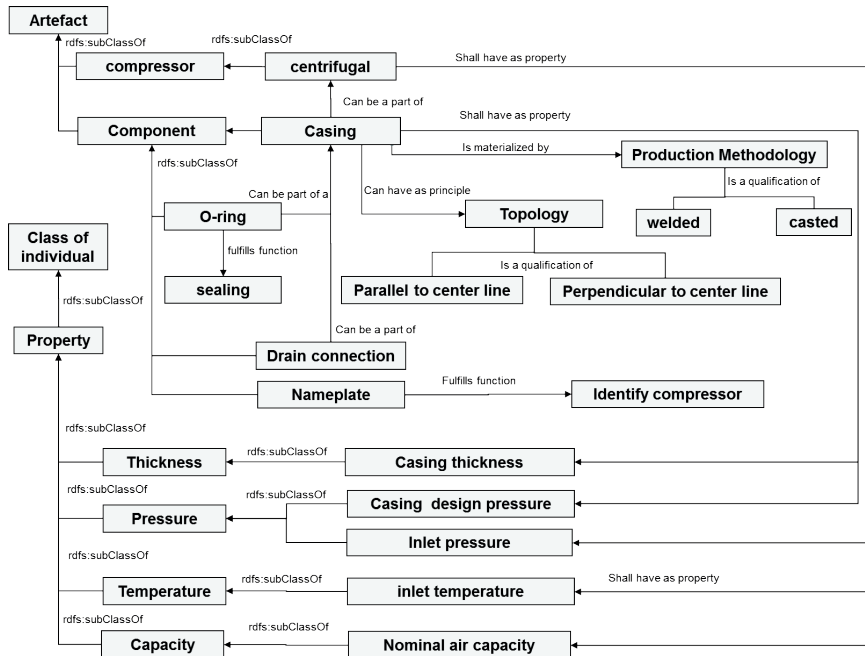 Artefact
rdfs:subClassOf
rdfs:subClassOf
compressor
centrifugal
Shall have as property
Can be a part of
Shall have as property
Component
Casing
Is materialized by
Production Methodology
rdfs:subClassOf
Is a qualification of
Can be part of a
Can have as principle
O-ring
Topology
welded
casted
Class of
individual
fulfills function
Is a qualification of
sealing
Parallel to center line
Perpendicular to center line
rdfs:subClassOf
Property
Can be a part of
Drain connection
Nameplate
Fulfills function
Identify compressor
rdfs:subClassOf
Thickness
rdfs:subClassOf
Casing thickness
rdfs:subClassOf
rdfs:subClassOf
Casing design pressure
Pressure
Inlet pressure
rdfs:subClassOf
Temperature
rdfs:subClassOf
inlet temperature
Shall have as property
rdfs:subClassOf
rdfs:subClassOf
Capacity
Nominal air capacity